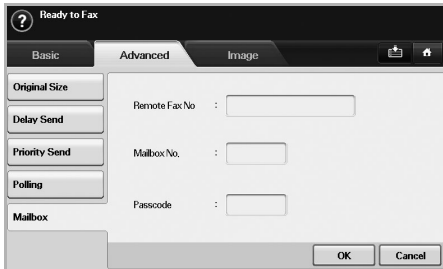 ? Ready to Fax
Basic Advanced Image
Original Size
Delay Send
Priority Send
Polling
Mailbox
Remote Fax No :
Mailbox No. :
Passcode :
OK Cancel